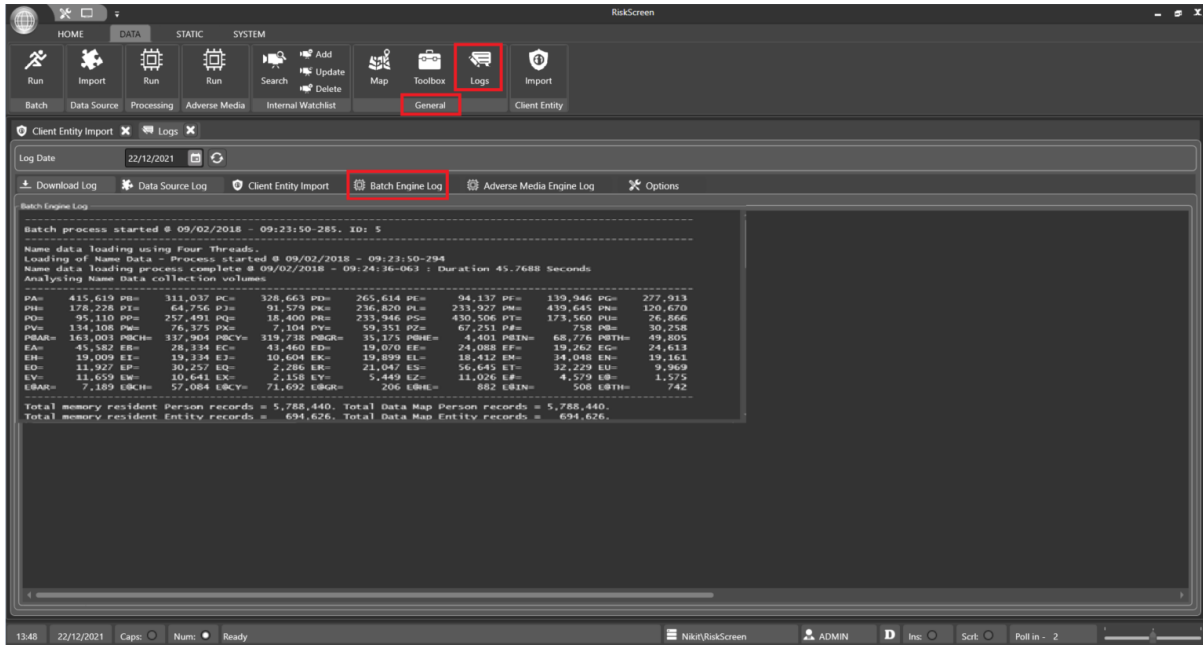 RiskScreen
HOME DATA STATIC SYSTEM
Run Import Run Run Search Add Update Delete Map Toolbox Logs Import
Batch Data Source Processing Adverse Media Internal Watchlist General Client Entity
Client Entity Import Logs
Log Date 22/12/2021
Download Log Data Source Log Client Entity Import Batch Engine Log Adverse Media Engine Log Options
Batch Engine Log
Batch process started @ 09/02/2018 - 09:23:50-285. ID: 5
Name data loading using Four Threads.
Loading of Name Data - Process started @ 09/02/2018 - 09:23:50-294
Name data loading process complete @ 09/02/2018 - 09:24:36-063 : Duration 45.7688 Seconds
Analysing Name Data collection volumes
PA= 415,619 PB= 311,037 PC= 328,663 PD= 265,614 PE= 94,137 PF= 139,946 PG= 277,913
PH= 178,228 PI= 64,756 PJ= 91,579 PK= 236,820 PL= 233,927 PM= 439,645 PN= 120,670
PO= 95,110 PP= 257,491 PQ= 18,400 PR= 233,946 PS= 430,506 PT= 173,560 PU= 26,866
PV= 134,108 PW= 76,375 PX= 7,104 PY= 59,351 PZ= 67,251 P#= 758 P@= 30,258
P@AR= 163,003 P@CH= 337,904 P@CY= 319,738 P@GR= 35,175 P@HE= 4,401 P@IN= 68,776 P@TH= 49,805
EA= 45,582 EB= 28,334 EC= 43,460 ED= 19,070 EE= 24,088 EF= 19,262 EG= 24,613
EH= 19,009 EI= 19,334 EJ= 10,604 EK= 19,899 EL= 18,412 EM= 34,048 EN= 19,161
EO= 11,927 EP= 30,257 EQ= 2,286 ER= 21,047 ES= 56,645 ET= 32,229 EU= 9,969
EV= 11,659 EW= 10,641 EX= 2,158 EY= 5,449 EZ= 11,026 E#= 4,579 E@= 1,575
E@AR= 7,189 E@CH= 57,084 E@CY= 71,692 E@GR= 206 E@HE= 882 E@IN= 508 E@TH= 742
Total memory resident Person records = 5,788,440. Total Data Map Person records = 5,788,440.
Total memory resident Entity records = 694,626. Total Data Map Entity records = 694,626.
13:48 22/12/2021 Caps: Num: Ready Nikit\RiskScreen ADMIN D Ins: Scrl: Poll in - 2